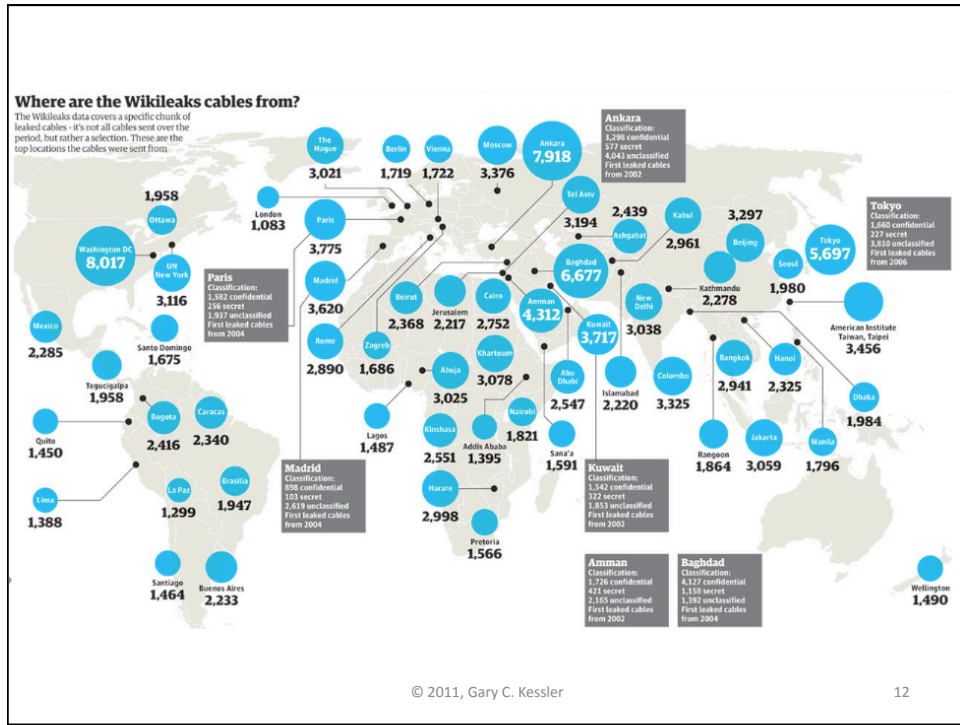 Where are the Wikileaks cables from?
The Wikileaks data covers a specific chunk of
leaked cables - it's not all cables sent over the
period, but rather a selection. These are the
top locations the cables were sent from
The
Hague
3,021
Berlin
1,719
Vienna
1,722
Moscow
3,376
Ankara
7,918
Ankara
Classification:
3,298 confidential
577 secret
4,043 unclassified
First leaked cables
from 2002
1,958
Ottawa
London
1,083
Washington DC
8,017
UN
New York
3,116
Paris
3,775
Tel Aviv
3,194
2,439
Ashgabat
Kabul
2,961
3,297
Beijing
Tokyo
5,697
Tokyo
Classification:
1,660 confidential
227 secret
3,810 unclassified
First leaked cables
from 2006
Paris
Classification:
1,582 confidential
256 secret
1,937 unclassified
First leaked cables
from 2004
Madrid
3,620
Beirut
2,368
Jerusalem
2,217
Cairo
2,752
Amman
4,312
Baghdad
6,677
New
Delhi
3,038
Kathmandu
2,278
Seoul
1,980
American Institute
Taiwan, Taipei
3,456
Mexico
2,285
Santo Domingo
1,675
Rome
2,890
Zagreb
1,686
Kuwait
3,717
Tegucigalpa
1,958
Abuja
3,025
Khartoum
3,078
Abu
Dhabi
2,547
Islamabad
2,220
Colombo
3,325
Bangkok
2,941
Hanoi
2,325
Dhaka
1,984
Quito
1,450
Bogota
2,416
Caracas
2,340
Lagos
1,487
Kinshasa
2,551
Addis Ababa
1,395
Nairobi
1,821
Sana'a
1,591
Rangoon
1,864
Jakarta
3,059
Manila
1,796
Lima
1,388
La Paz
1,299
Brasilia
1,947
Madrid
Classification:
898 confidential
103 secret
2,619 unclassified
First leaked cables
from 2004
Harare
2,998
Kuwait
Classification:
1,542 confidential
322 secret
1,853 unclassified
First leaked cables
from 2002
Pretoria
1,566
Santiago
1,464
Buenos Aires
2,233
Amman
Classification:
1,726 confidential
421 secret
2,165 unclassified
First leaked cables
from 2002
Baghdad
Classification:
4,127 confidential
1,158 secret
1,392 unclassified
First leaked cables
from 2004
Wellington
1,490
© 2011, Gary C. Kessler
12